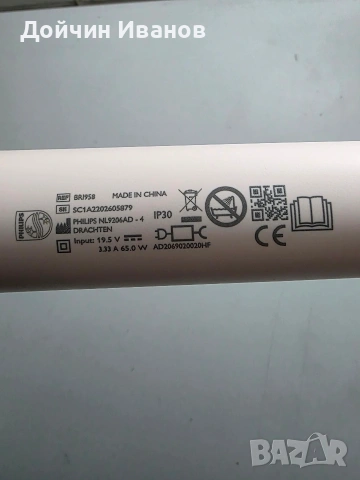 Дойчин Иванов
PHILIPS
REF BRI958 MADE IN CHINA
SN SC1A2202605879
PHILIPS NL9206AD - 4
DRACHTEN
IP30
Input: 19.5 V
3.33 A 65.0 W
AD2069020020HF
CE
BAZAR